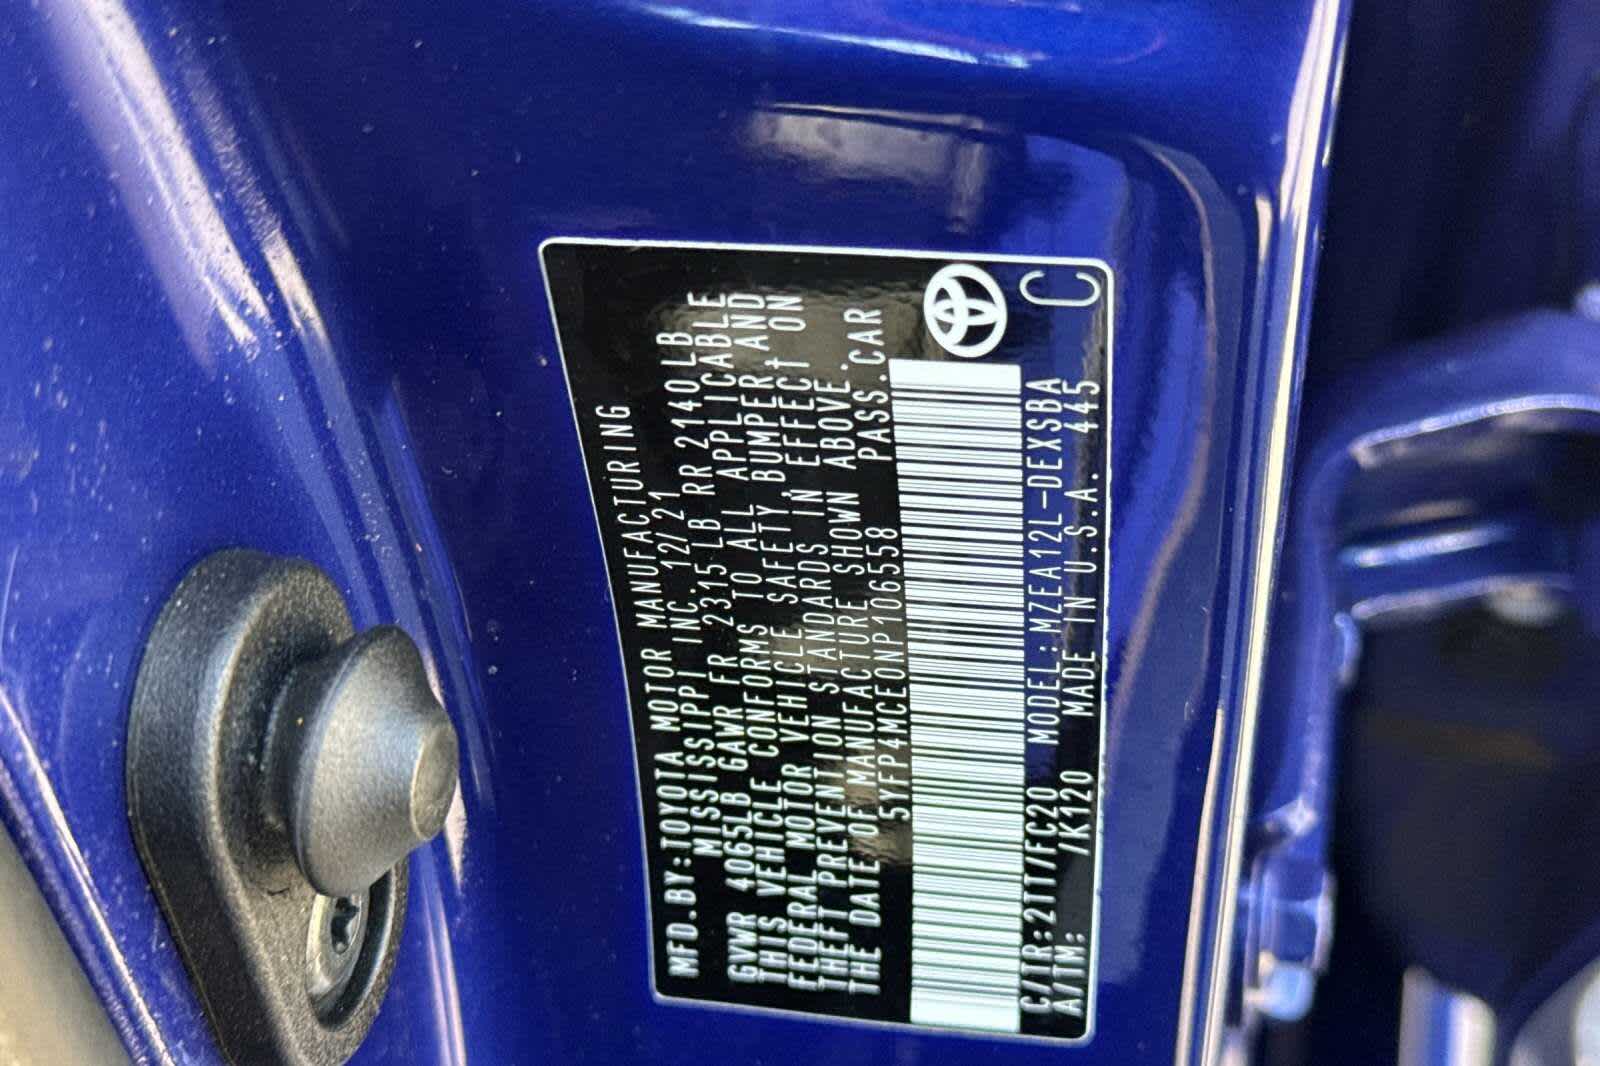 MFD.BY:TOYOTA MOTOR MANUFACTURING
MISSISSIPPI INC. 12/21
GVWR 4065LB GAWR FR 2315LB RR 2140LB
THIS VEHICLE CONFORMS TO ALL APPLICABLE
FEDERAL MOTOR VEHICLE SAFETY, BUMPER, AND
THEFT PREVENTION STANDARDS IN EFFECT ON
THE DATE OF MANUFACTURE SHOWN ABOVE.
5YFP4MCE0NP106558 PASS.CAR
C/TR:2TT/FC20 MODEL:MZEA12L-DEXSBA
A/TM: /K120 MADE IN U.S.A. 445
C